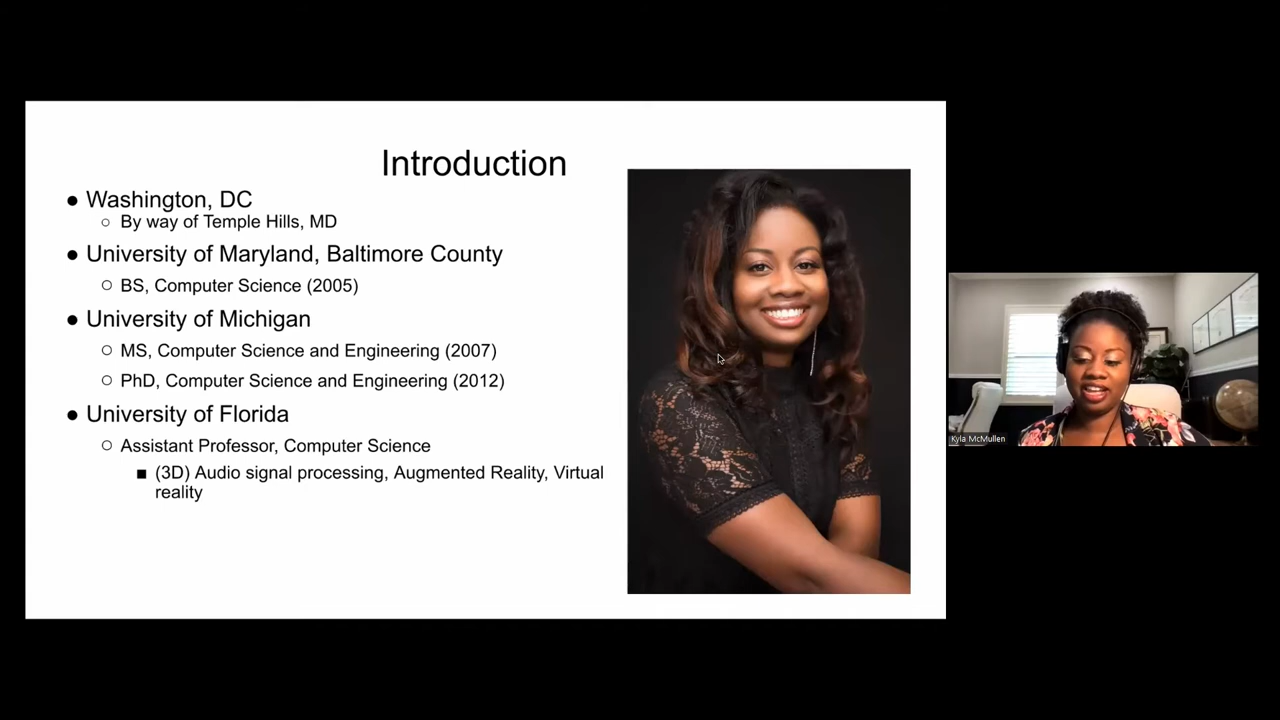 Introduction
● Washington, DC
○ By way of Temple Hills, MD
● University of Maryland, Baltimore County
○ BS, Computer Science (2005)
● University of Michigan
○ MS, Computer Science and Engineering (2007)
○ PhD, Computer Science and Engineering (2012)
● University of Florida
○ Assistant Professor, Computer Science
■ (3D) Audio signal processing, Augmented Reality, Virtual
reality
Kyla McMullen